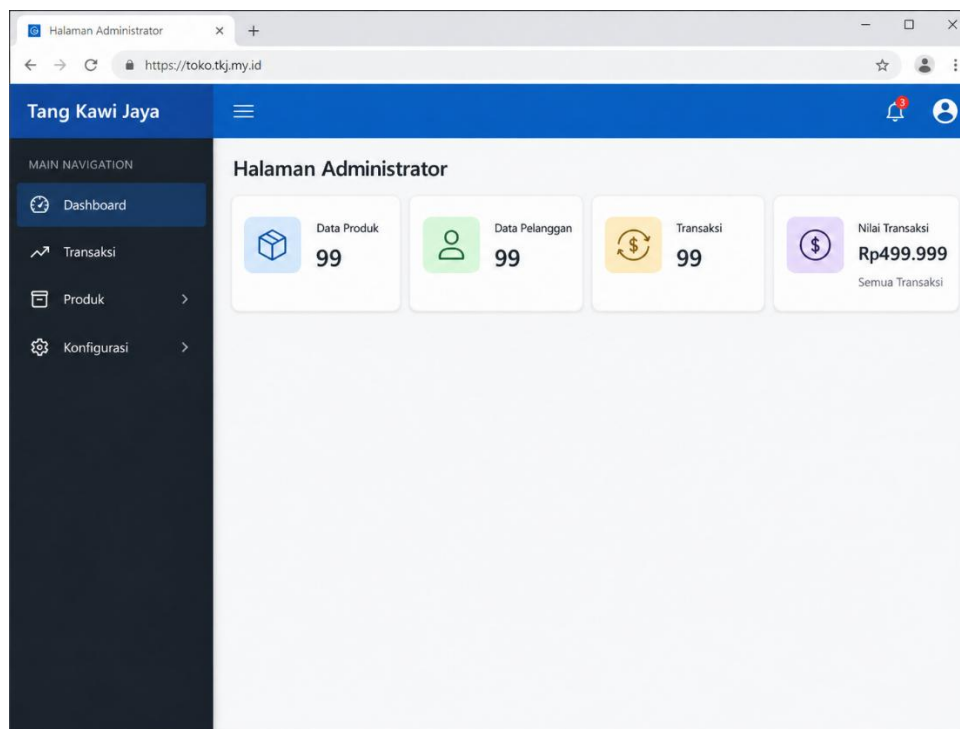 Halaman Administrator
https://toko.tkj.my.id
Tang Kawi Jaya
3
MAIN NAVIGATION
Dashboard
Transaksi
Produk
Konfigurasi
Halaman Administrator
Data Produk
99
Data Pelanggan
99
$
Transaksi
99
$
Nilai Transaksi
Rp499.999
Semua Transaksi